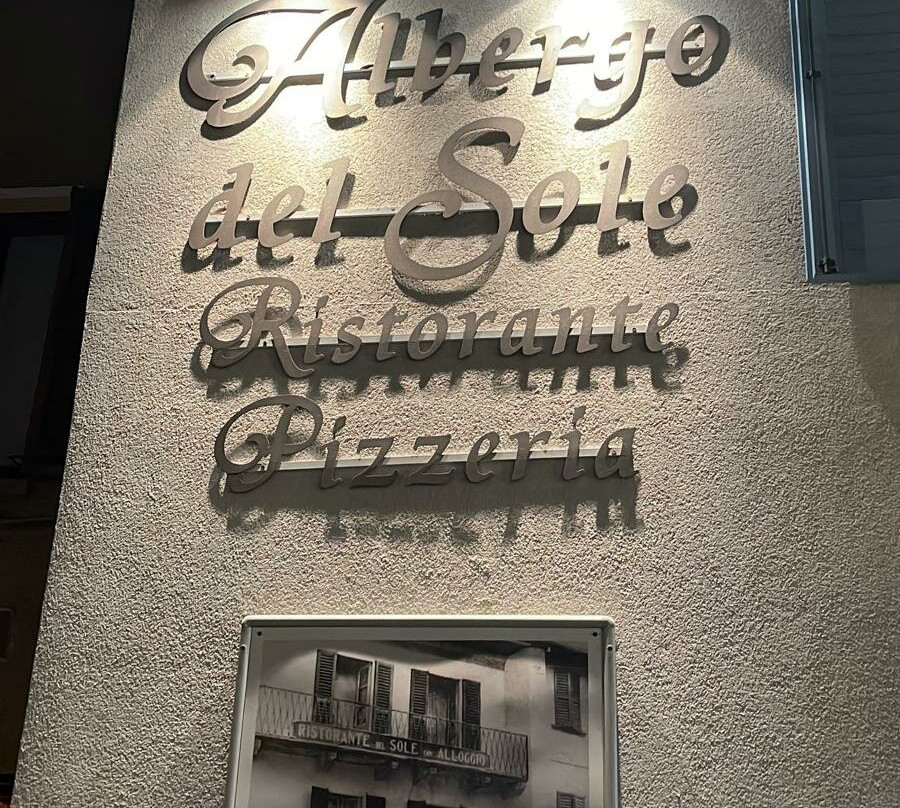 Albergo
del Sole
Ristorante
Pizzeria
RISTORANTE DEL SOLE CON ALLOGGIO